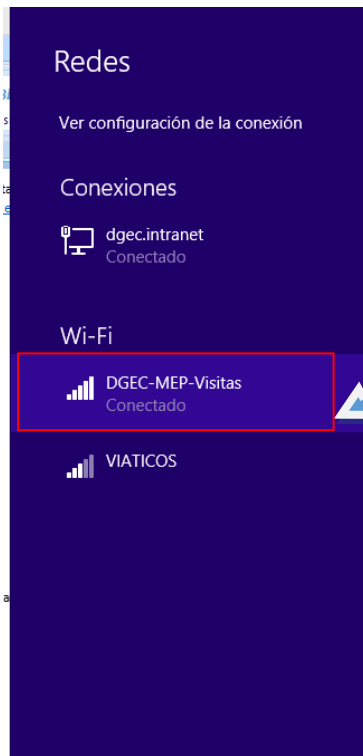 Redes
Ver configuración de la conexión
Conexiones
dgec.intranet
Conectado
Wi-Fi
DGEC-MEP-Visitas
Conectado
VIATICOS